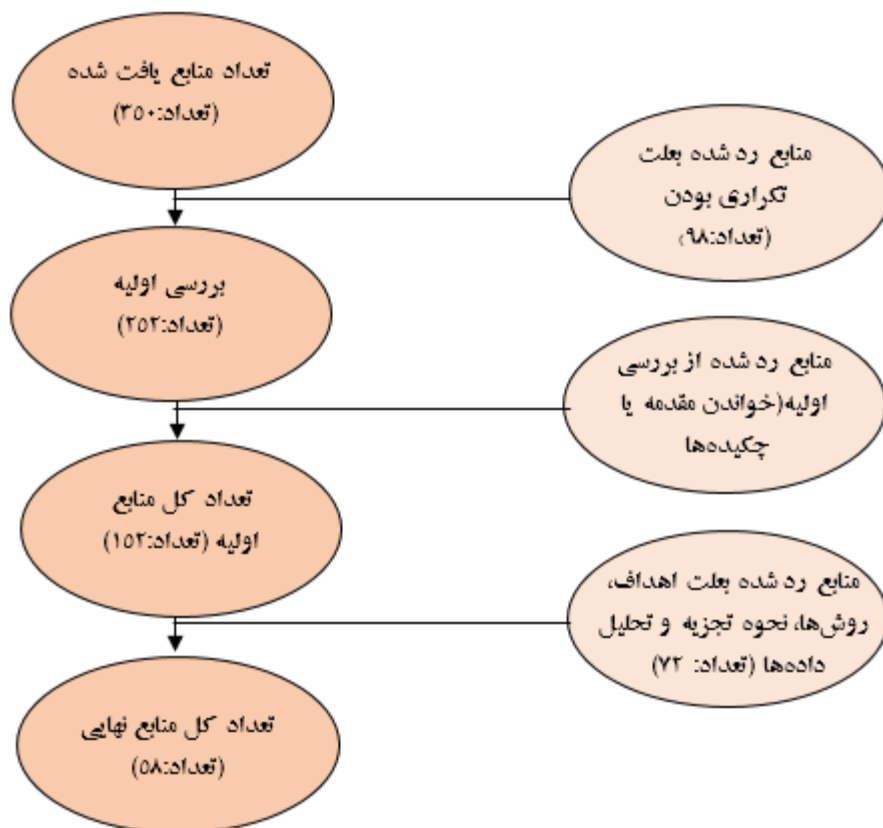 تعداد منابع یافت شده
(تعداد:۳۵۰)
منابع رد شده بعلت
تکراری بودن
(تعداد:۹۸)
بررسی اولیه
(تعداد:۲۵۲)
منابع رد شده از بررسی
اولیه(خواندن مقدمه یا
چکیده‌ها
تعداد کل منابع
اولیه (تعداد:۱۵۲)
منابع رد شده بعلت اهداف،
روش‌ها، نحوه تجزیه و تحلیل
داده‌ها (تعداد: ۷۲)
تعداد کل منابع نهایی
(تعداد:۵۸)